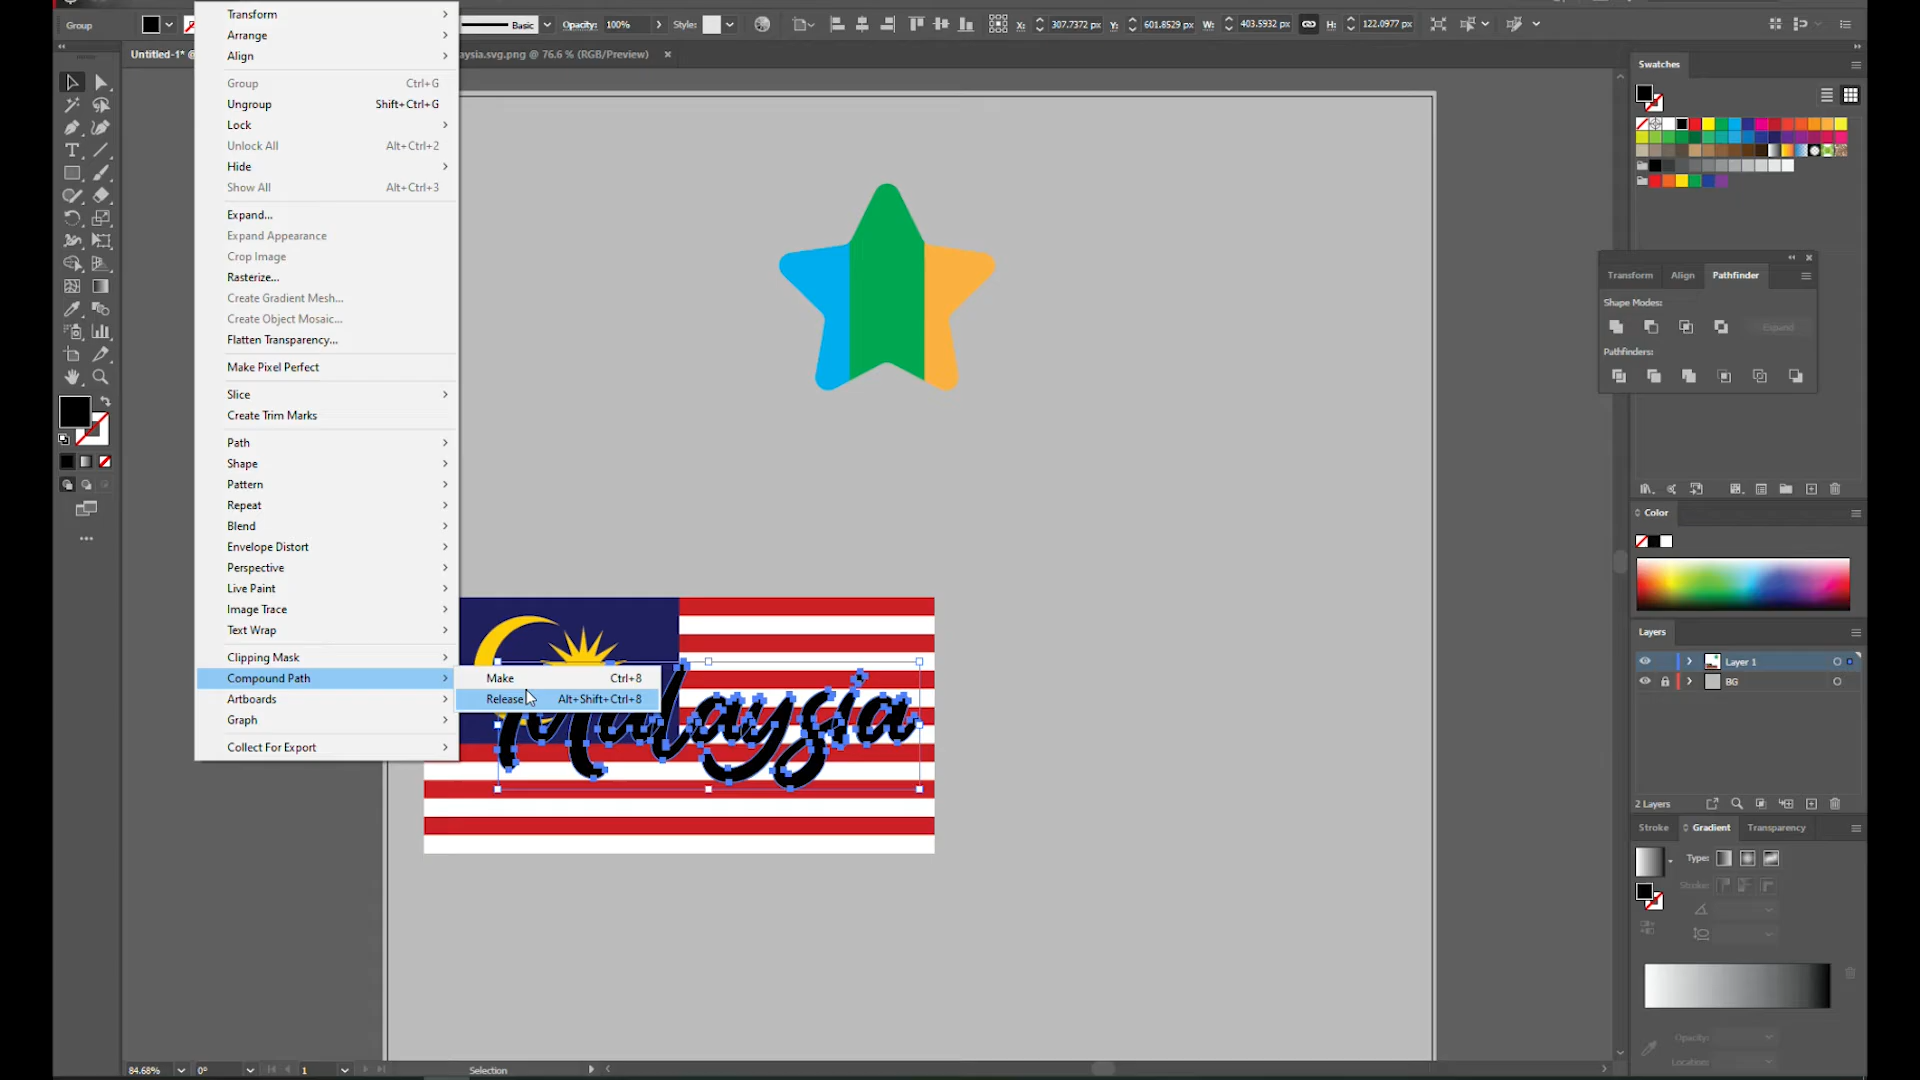 Group
Basic
Opacity:
100%
Style:
X:
307.7372 px
Y:
601.8529 px
W:
403.5932 px
H:
122.0977 px
Untitled-1* @
aysia.svg.png @ 76.6 % (RGB/Preview)
Transform
Arrange
Align
Group Ctrl+G
Ungroup Shift+Ctrl+G
Lock
Unlock All Alt+Ctrl+2
Hide
Show All Alt+Ctrl+3
Expand...
Expand Appearance
Crop Image
Rasterize...
Create Gradient Mesh...
Create Object Mosaic...
Flatten Transparency...
Make Pixel Perfect
Slice
Create Trim Marks
Path
Shape
Pattern
Repeat
Blend
Envelope Distort
Perspective
Live Paint
Image Trace
Text Wrap
Clipping Mask
Compound Path
Artboards
Graph
Collect For Export
Make Ctrl+8
Release Alt+Shift+Ctrl+8
Malaysia
Swatches
Transform Align Pathfinder
Shape Modes:
Expand
Pathfinders:
Color
Layers
Layer 1
BG
2 Layers
Stroke Gradient Transparency
Type:
Stroke:
Opacity:
Location:
84.68%
0°
1
Selection